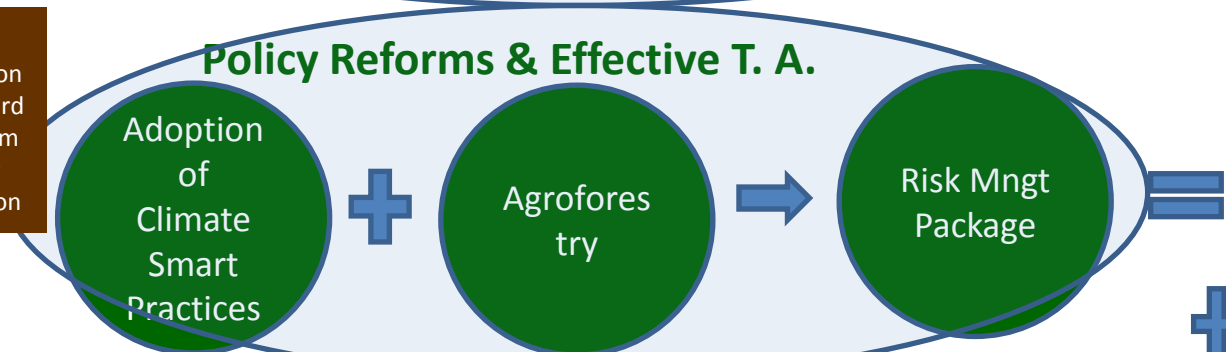 Policy Reforms & Effective T. A.
Adoption
of
Climate
Smart
Practices
Agrofores
try
Risk Mngt
Package